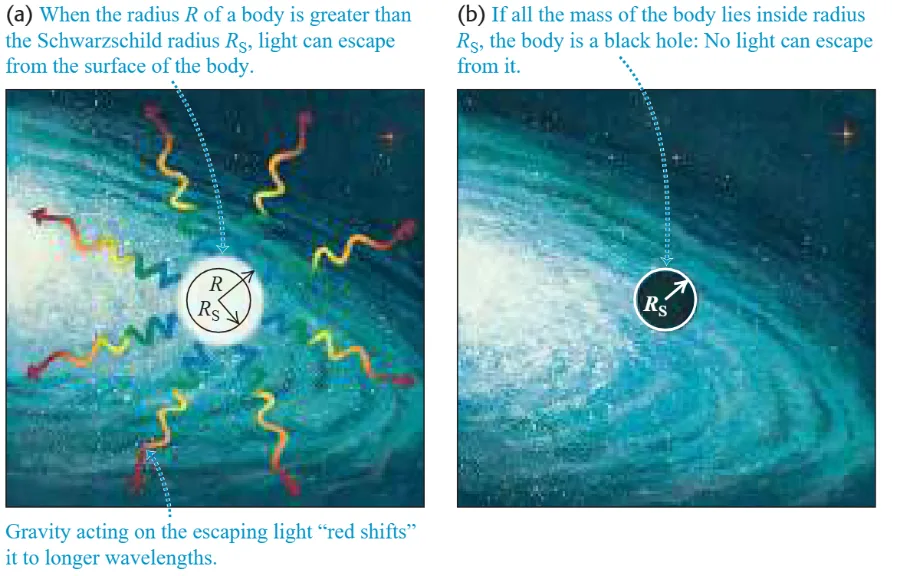 (a) When the radius R of a body is greater than
the Schwarzschild radius RS, light can escape
from the surface of the body.
R
RS
Gravity acting on the escaping light “red shifts”
it to longer wavelengths.
(b) If all the mass of the body lies inside radius
RS, the body is a black hole: No light can escape
from it.
RS